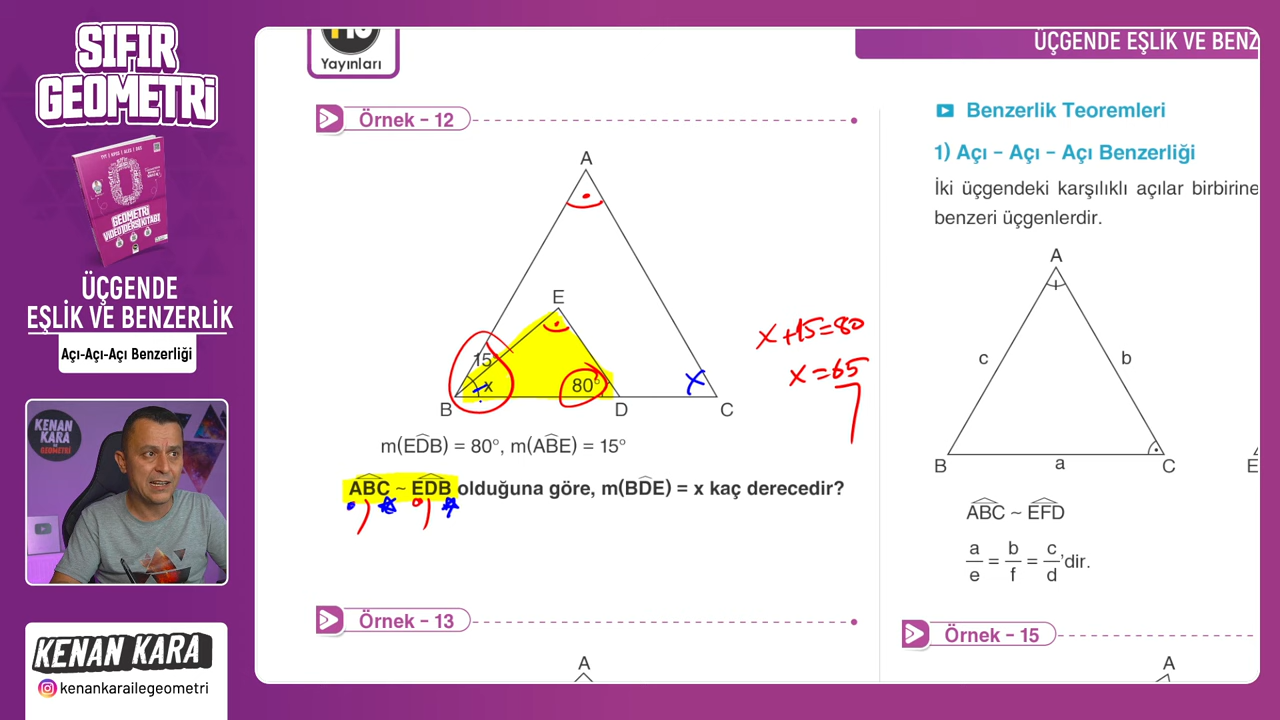 SIFIR
GEOMETRİ
GEOMETRİ
VİDEO DERS KİTABI
ÜÇGENDE
EŞLİK VE BENZERLİK
Açı-Açı-Açı Benzerliği
KENAN
KARA
GEOMETRİ
KENAN KARA
kenankarailegeometri
Yayınları
ÜÇGENDE EŞLİK VE BENZ
Örnek - 12
A
E
15
x
80°
x
B
D
C
x+15=80
x=65
m(EDB) = 80°, m(ABE) = 15°
ABC ~ EDB olduğuna göre, m(BDE) = x kaç derecedir?
Örnek - 13
A
Benzerlik Teoremleri
1) Açı - Açı - Açı Benzerliği
İki üçgendeki karşılıklı açılar birbirine
benzeri üçgenlerdir.
A
c
b
B
a
C
E
ABC ~ EFD
a/e = b/f = c/d 'dir.
Örnek - 15
A